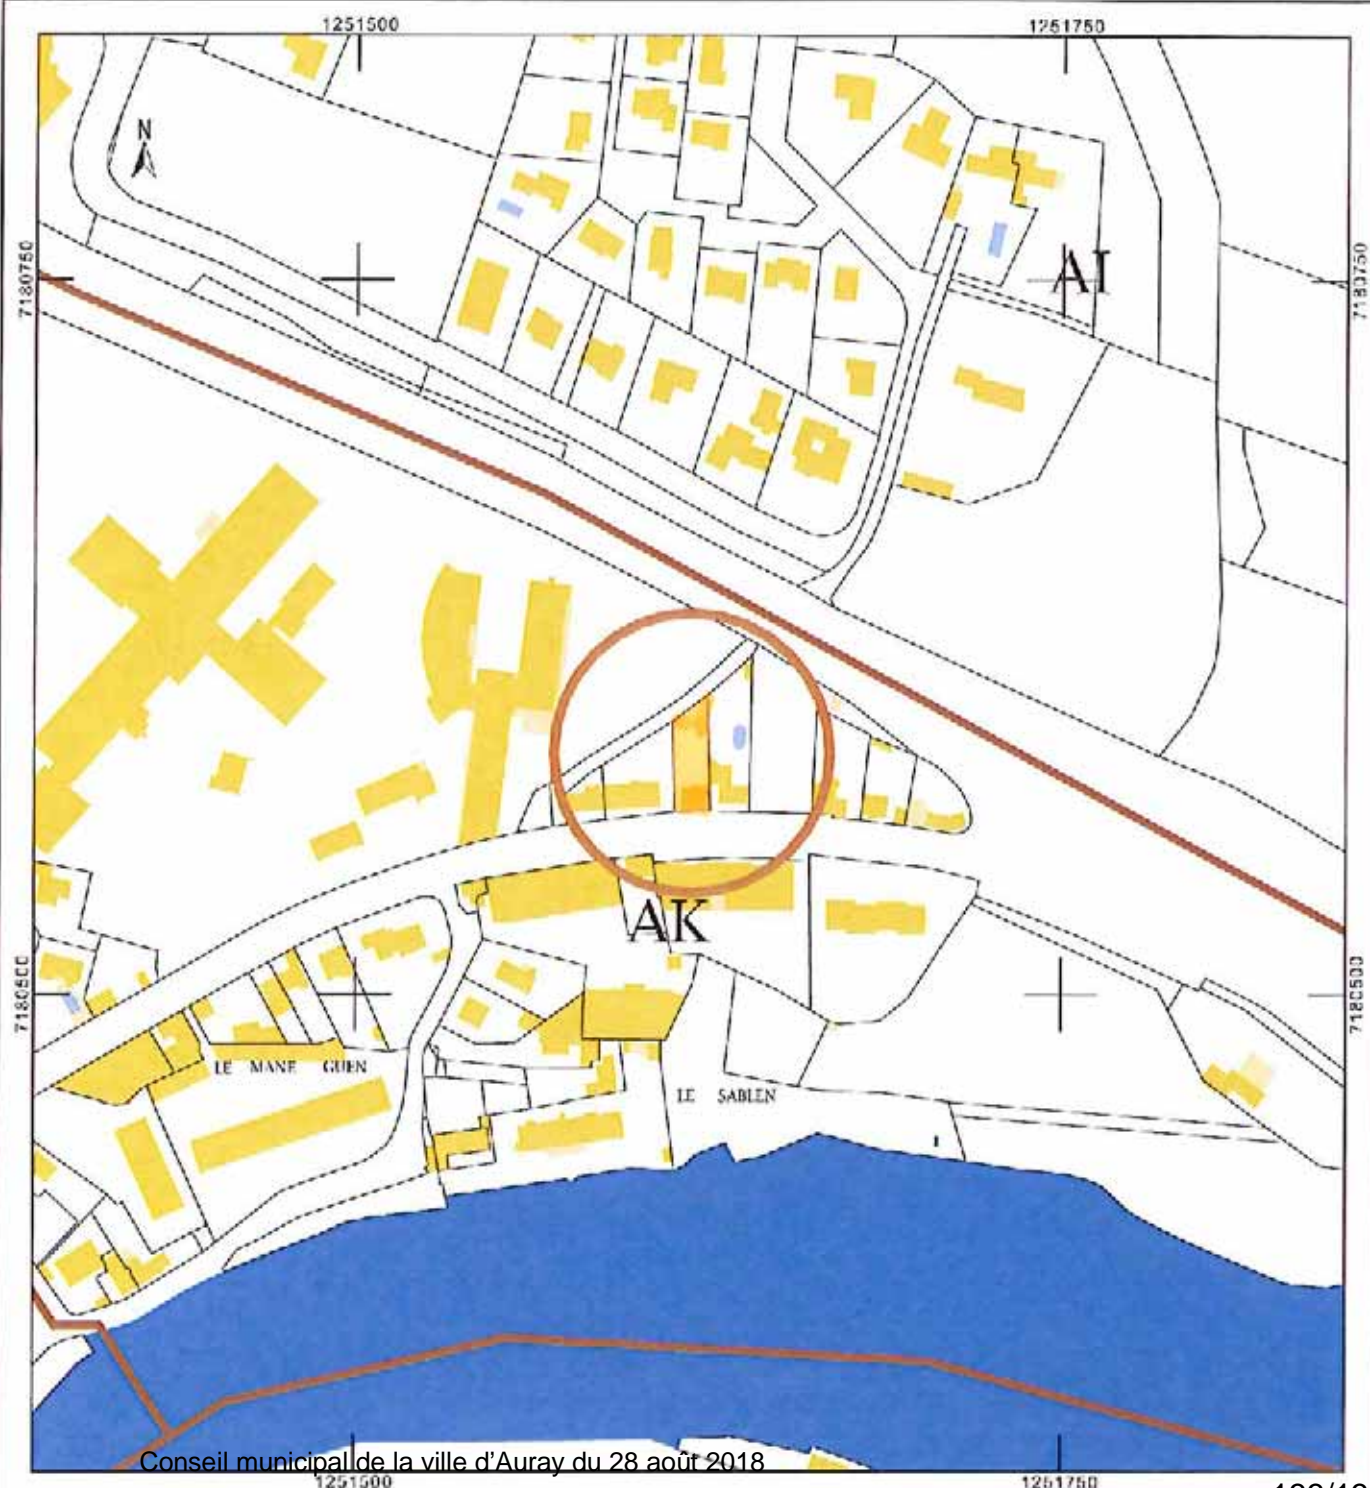 1251500 1251750
N
7180750 AI 7180750
AK
7180500 7180500
LE MANE GUEN
LE SABLEN
Conseil municipal de la ville d'Auray du 28 août 2018
1251500 1251750